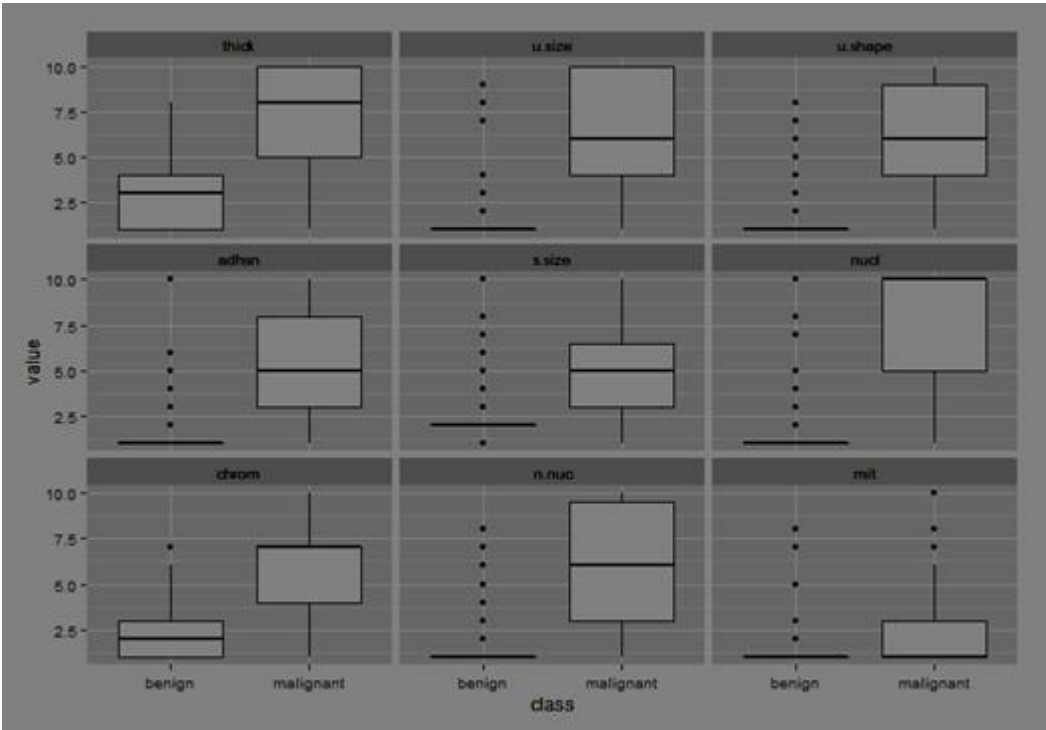 thick u.size u.shape
10.0
7.5
5.0
2.5
adhsn s.size nucl
10.0
7.5
5.0
2.5
value
chrom n.nuc mit
10.0
7.5
5.0
2.5
benign malignant benign malignant benign malignant
class